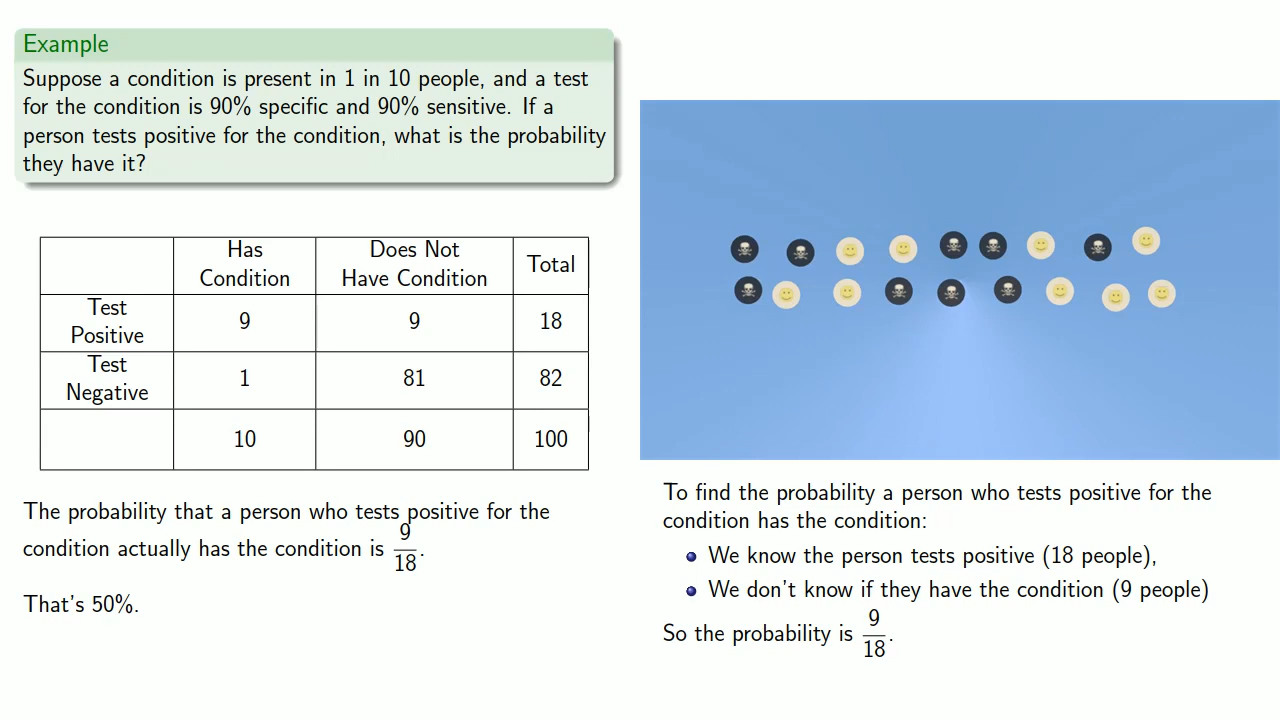 Example
Suppose a condition is present in 1 in 10 people, and a test
for the condition is 90% specific and 90% sensitive. If a
person tests positive for the condition, what is the probability
they have it?
Has Condition Does Not Have Condition Total
Test Positive 9 9 18
Test Negative 1 81 82
10 90 100
The probability that a person who tests positive for the
condition actually has the condition is 9/18.
That's 50%.
To find the probability a person who tests positive for the
condition has the condition:
We know the person tests positive (18 people),
We don't know if they have the condition (9 people)
So the probability is 9/18.